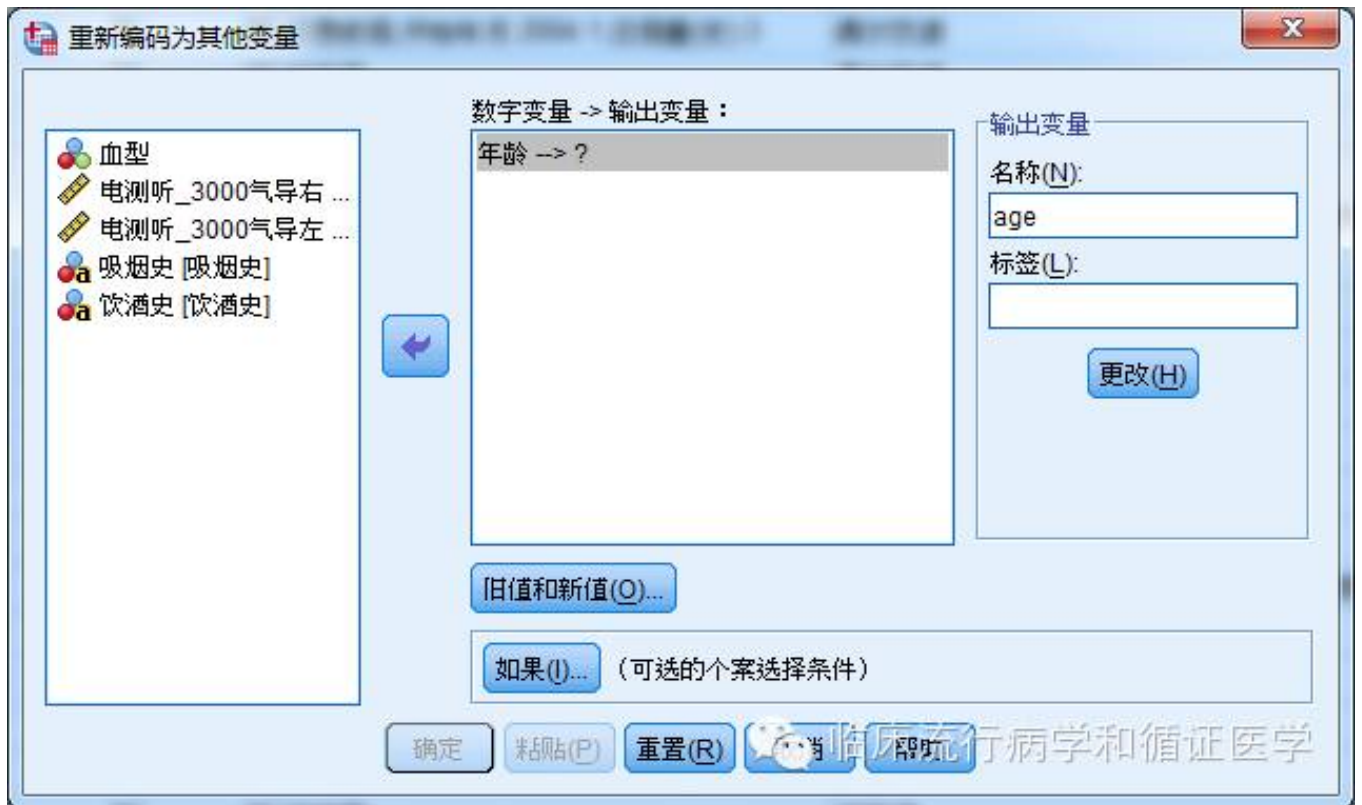 重新编码为其他变量
血型
电测听_3000气导右 ...
电测听_3000气导左 ...
吸烟史 [吸烟史]
饮酒史 [饮酒史]
数字变量 -> 输出变量：
年龄 --> ?
输出变量
名称(N):
age
标签(L):
更改(H)
旧值和新值(O)...
如果(I)... （可选的个案选择条件）
确定
粘贴(P)
重置(R)
帮助
临床流行病学和循证医学